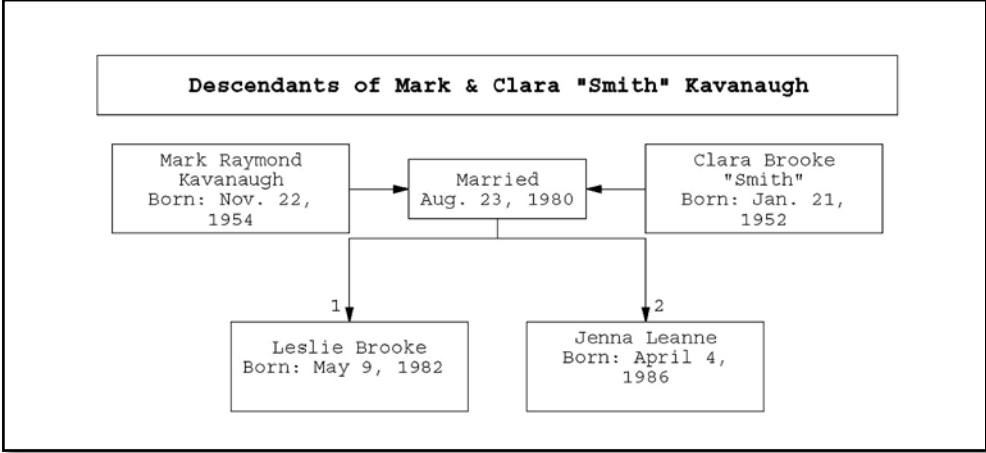 Descendants of Mark & Clara "Smith" Kavanaugh
Mark Raymond
Kavanaugh
Born: Nov. 22,
1954
Married
Aug. 23, 1980
Clara Brooke
"Smith"
Born: Jan. 21,
1952
1
2
Leslie Brooke
Born: May 9, 1982
Jenna Leanne
Born: April 4,
1986